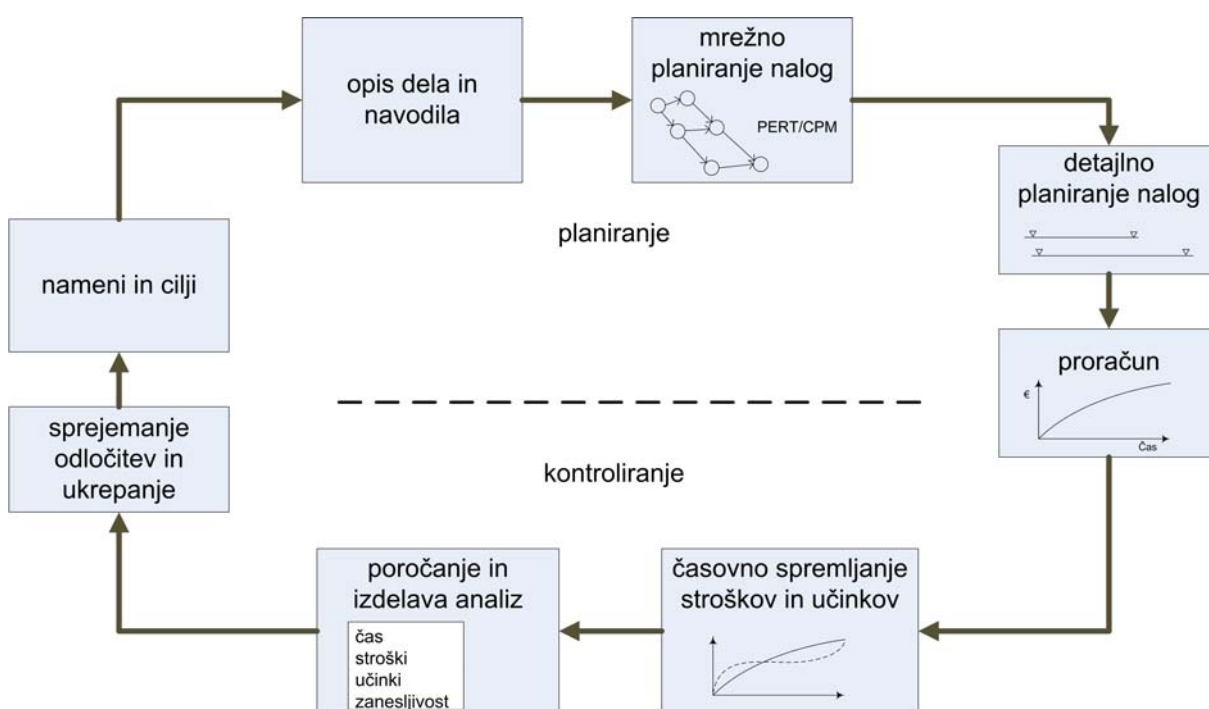 opis dela in
navodila
mrežno
planiranje nalog
PERT/CPM
detajlno
planiranje nalog
planiranje
nameni in cilji
proračun
€
Čas
sprejemanje
odločitev in
ukrepanje
kontroliranje
poročanje in
izdelava analiz
čas
stroški
učinki
zanesljivost
časovno spremljanje
stroškov in učinkov